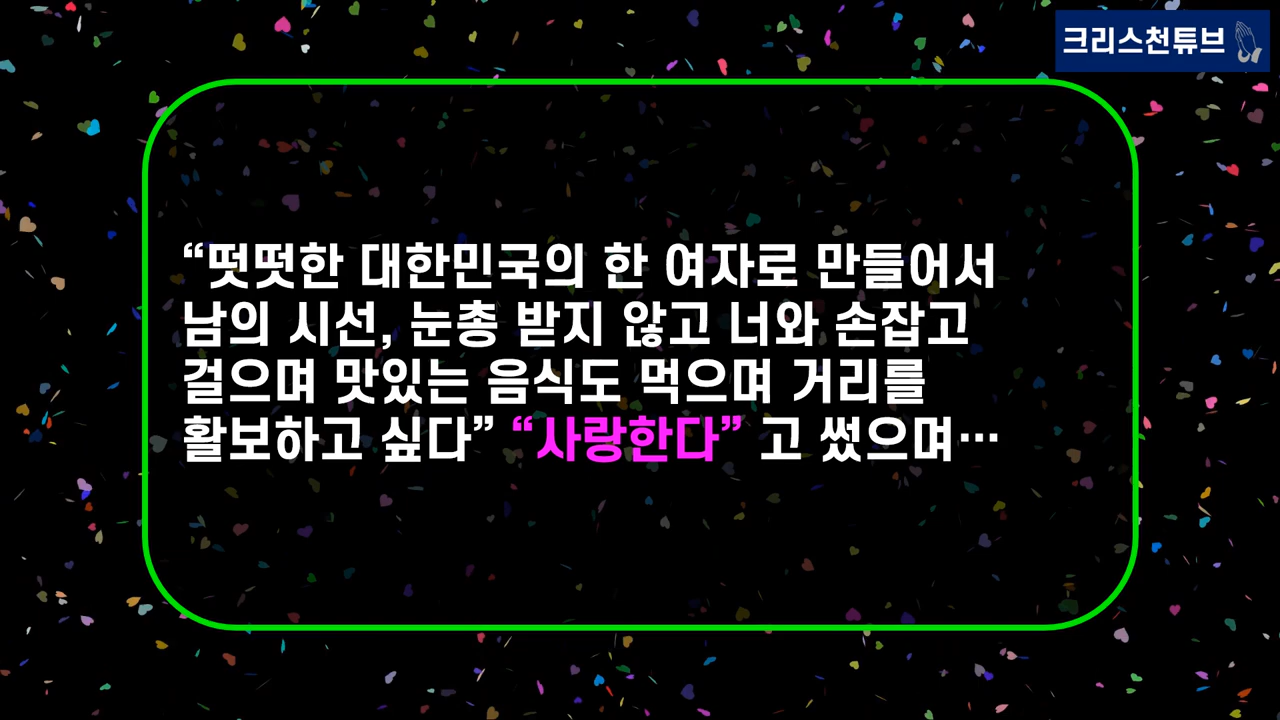 크리스천튜브
“떳떳한 대한민국의 한 여자로 만들어서
남의 시선, 눈총 받지 않고 너와 손잡고
걸으며 맛있는 음식도 먹으며 거리를
활보하고 싶다” “사랑한다” 고 썼으며…